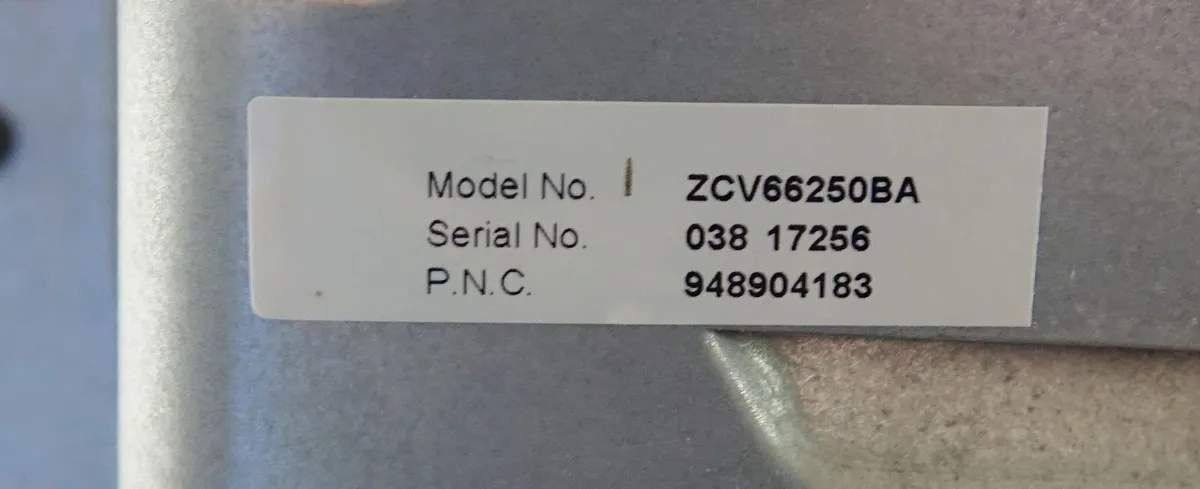 Model No. ZCV66250BA
Serial No. 038 17256
P.N.C. 948904183